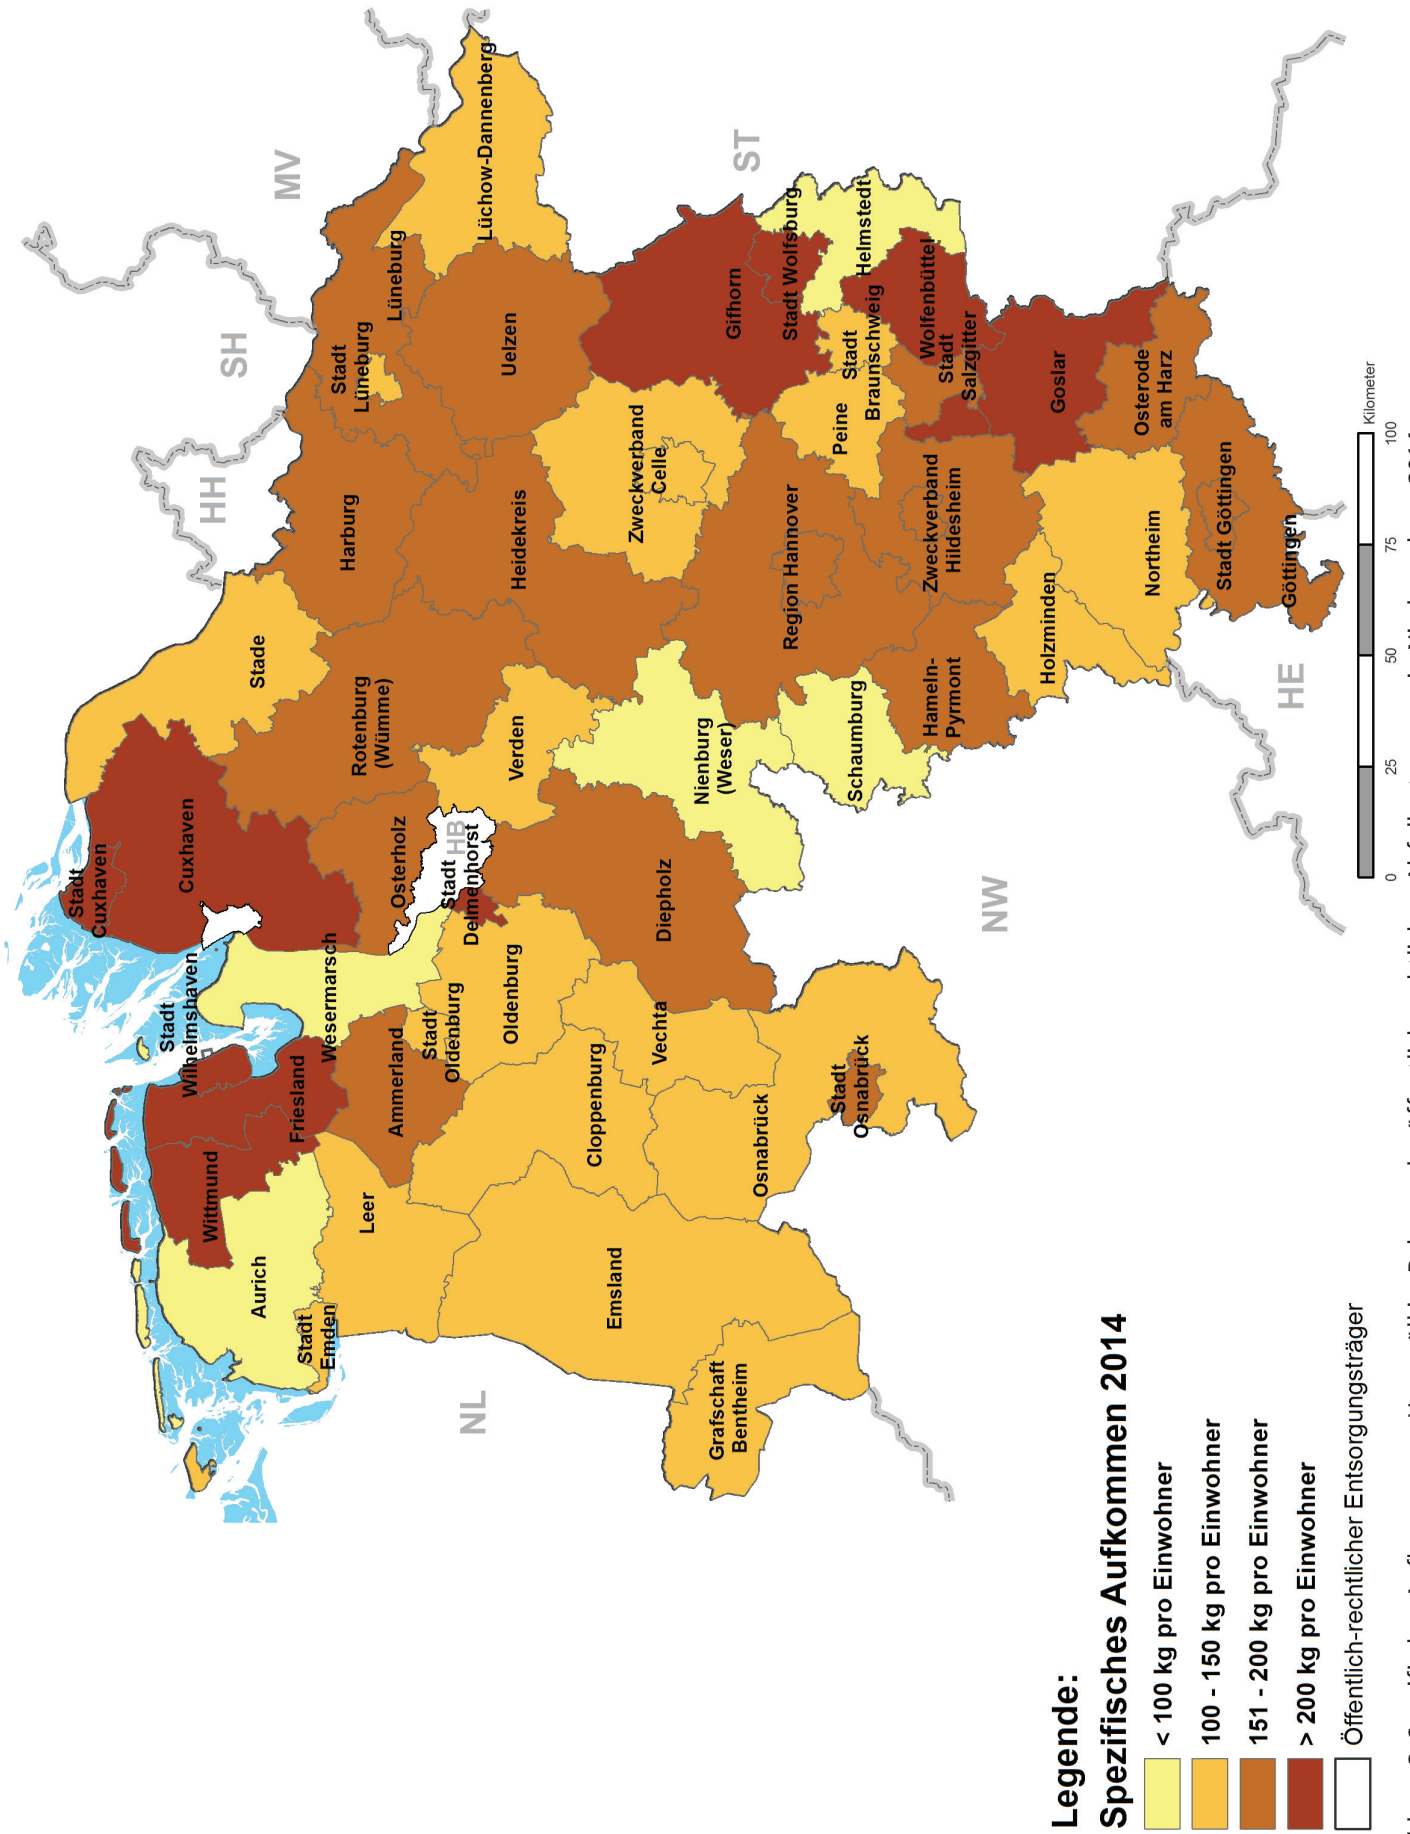 MV
SH
HH
ST
NL
NW
HE
HB
Stadt
Cuxhaven
Cuxhaven
Stade
Stadt
Wilhelmshaven
Wittmund
Friesland
Aurich
Stadt
Emden
Leer
Wesermarsch
Ammerland
Stadt
Oldenburg
Oldenburg
Osterholz
Stadt
Delmenhorst
Rotenburg
(Wümme)
Verden
Harburg
Stadt
Lüneburg
Lüneburg
Lüchow-Dannenberg
Uelzen
Heidekreis
Zweckverband
Celle
Gifhorn
Stadt Wolfsburg
Helmstedt
Stadt
Braunschweig
Peine
Wolfenbüttel
Stadt
Salzgitter
Goslar
Osterode
am Harz
Stadt Göttingen
Göttingen
Northeim
Holzminden
Zweckverband
Hildesheim
Hameln-
Pyrmont
Region Hannover
Schaumburg
Nienburg
(Weser)
Diepholz
Vechta
Cloppenburg
Osnabrück
Stadt
Osnabrück
Emsland
Grafschaft
Bentheim
Legende:
Spezifisches Aufkommen 2014
< 100 kg pro Einwohner
100 - 150 kg pro Einwohner
151 - 200 kg pro Einwohner
> 200 kg pro Einwohner
Öffentlich-rechtlicher Entsorgungsträger
0 25 50 75 100
Kilometer